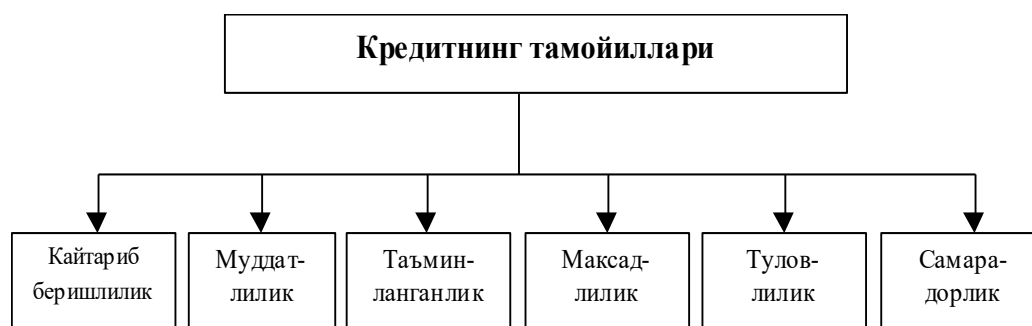 Кредитнинг тамойиллари
Кайтариб
беришлилик
Муддат-
лилик
Таъмин-
ланганлик
Максад-
лилик
Тулов-
лилик
Самара-
дорлик